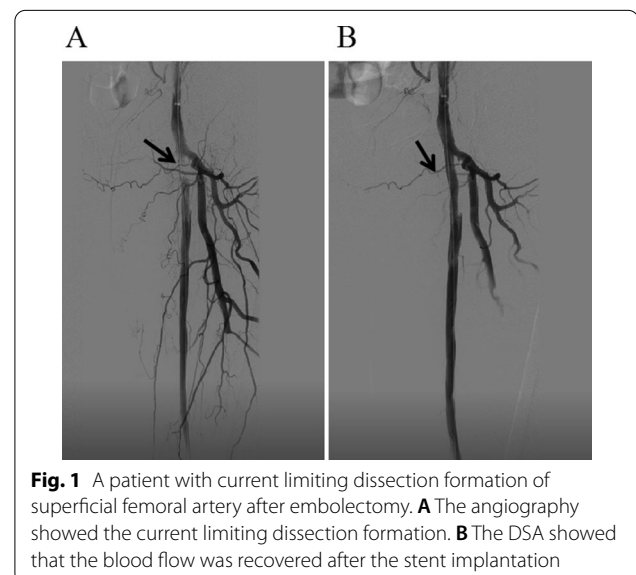 A B
Fig. 1 A patient with current limiting dissection formation of
superficial femoral artery after embolectomy. A The angiography
showed the current limiting dissection formation. B The DSA showed
that the blood flow was recovered after the stent implantation